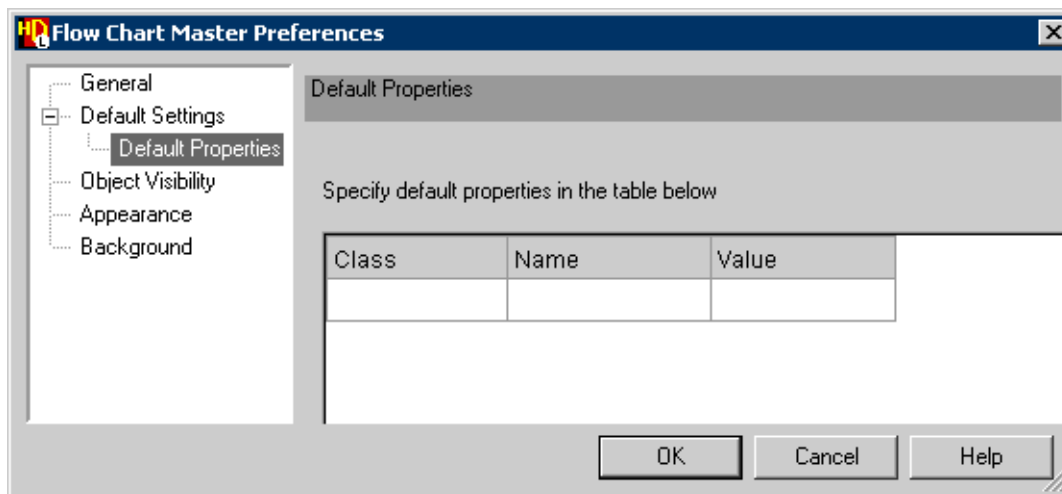 HDL Flow Chart Master Preferences
General
Default Settings
Default Properties
Object Visibility
Appearance
Background
Default Properties
Specify default properties in the table below
Class Name Value
OK Cancel Help